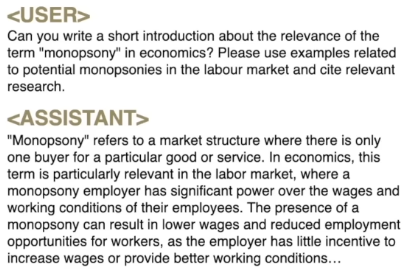 <USER>
Can you write a short introduction about the relevance of the
term "monopsony" in economics? Please use examples related
to potential monopsonies in the labour market and cite relevant
research.
<ASSISTANT>
"Monopsony" refers to a market structure where there is only
one buyer for a particular good or service. In economics, this
term is particularly relevant in the labor market, where a
monopsony employer has significant power over the wages and
working conditions of their employees. The presence of a
monopsony can result in lower wages and reduced employment
opportunities for workers, as the employer has little incentive to
increase wages or provide better working conditions…